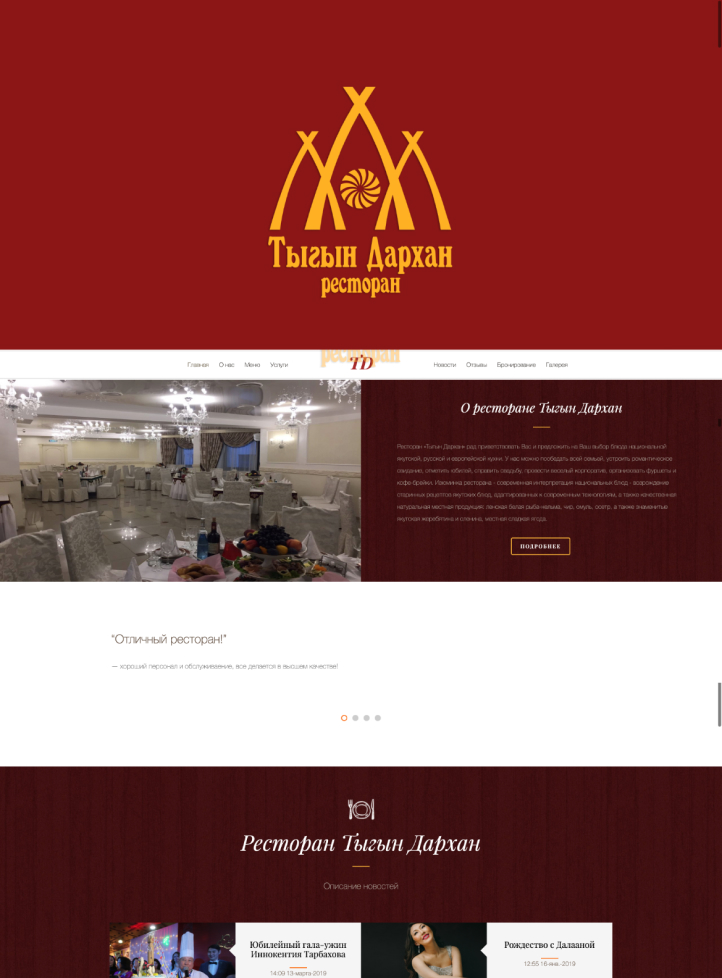 Тыгын Дархан
ресторан
ресторан
Главная О нас Меню Услуги TD Новости Отзывы Бронирование Галерея
О ресторане Тыгын Дархан
Ресторан «Тыгын Дархан» рад приветствовать Вас и предложить на Ваш выбор блюда национальной
якутской, русской и европейской кухни. У нас можно пообедать всей семьей, устроить романтическое
свидание, отметить юбилей, справить свадьбу, провести веселый корпоратив, организовать фуршеты и
кофе-брейки. Изюминка ресторана - современная интерпретация национальных блюд - возрождение
старинных рецептов якутских блюд, адаптированных к современным технологиям, а также качественная
натуральная местная продукция: ленская белая рыба нельма, чир, омуль, осетр, а также знаменитые
якутская жеребятина и оленина, местная сладкая ягода.
ПОДРОБНЕЕ
“Отличный ресторан!”
— хороший персонал и обслуживание, все делается в высшем качестве!
Ресторан Тыгын Дархан
Описание новостей
Юбилейный гала-ужин
Иннокентия Тарбахова
14:09 13-марта-2019
Рождество с Далааной
12:55 16-янв.-2019